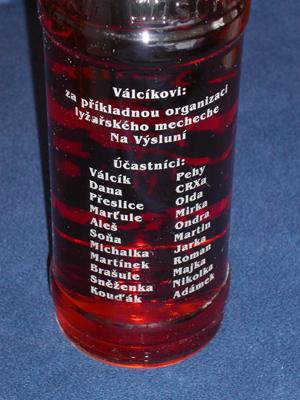 Válcíkovi:
za příkladnou organizaci
lyžařského mecheche
Na Výsluní
Účastníci:
Válcík
Dana
Přeslice
Marťule
Aleš
Soňa
Michalka
Martínek
Brašule
Sněženka
Kouďák
Pehy
CRXa
Olda
Mirka
Ondra
Martin
Jarka
Roman
Majka
Nikolka
Adámek